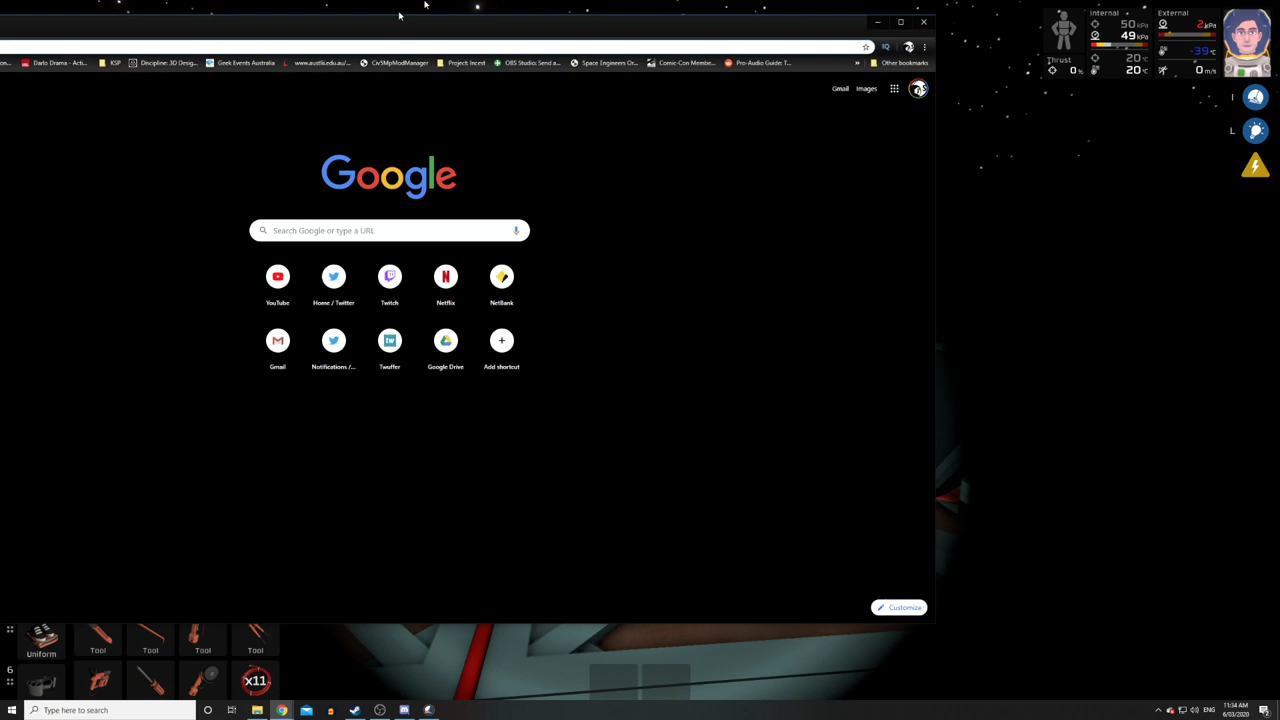 Internal
50 kPa
49 kPa
20 °C
20 °C
External
2 kPa
-39 °C
0 m/s
Thrust
0 %
I
L
on... Darlo Drama - Acti... KSP Discipline: 3D Desig... Geek Events Australia www.austlii.edu.au/... Civ5MpModManager Project: Incest OBS Studio: Send a... Space Engineers Or... Comic-Con Membe... Pro-Audio Guide: T... » Other bookmarks
Gmail Images
Google
Search Google or type a URL
YouTube Home / Twitter Twitch Netflix NetBank
Gmail Notifications /... Twuffer Google Drive Add shortcut
Customize
Uniform Tool Tool Tool Tool
6
x11
Type here to search
ENG
11:34 AM
6/03/2020